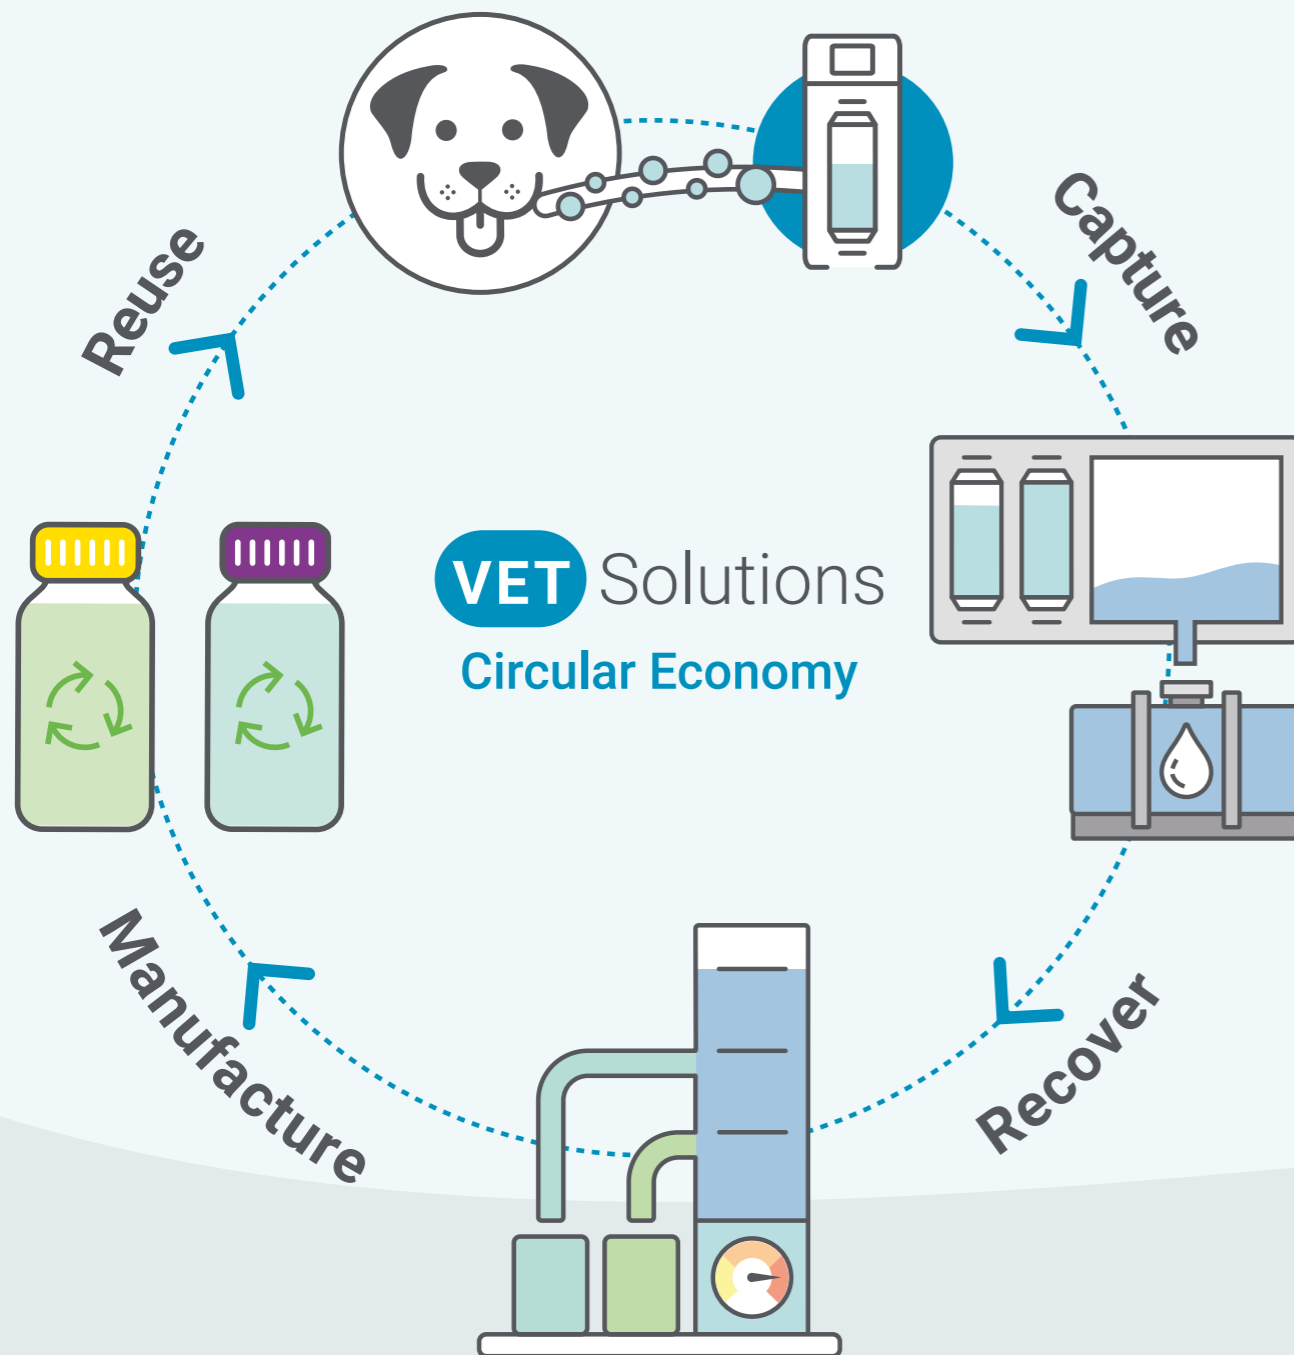 Reuse
Capture
VET Solutions
Circular Economy
Manufacture
Recover